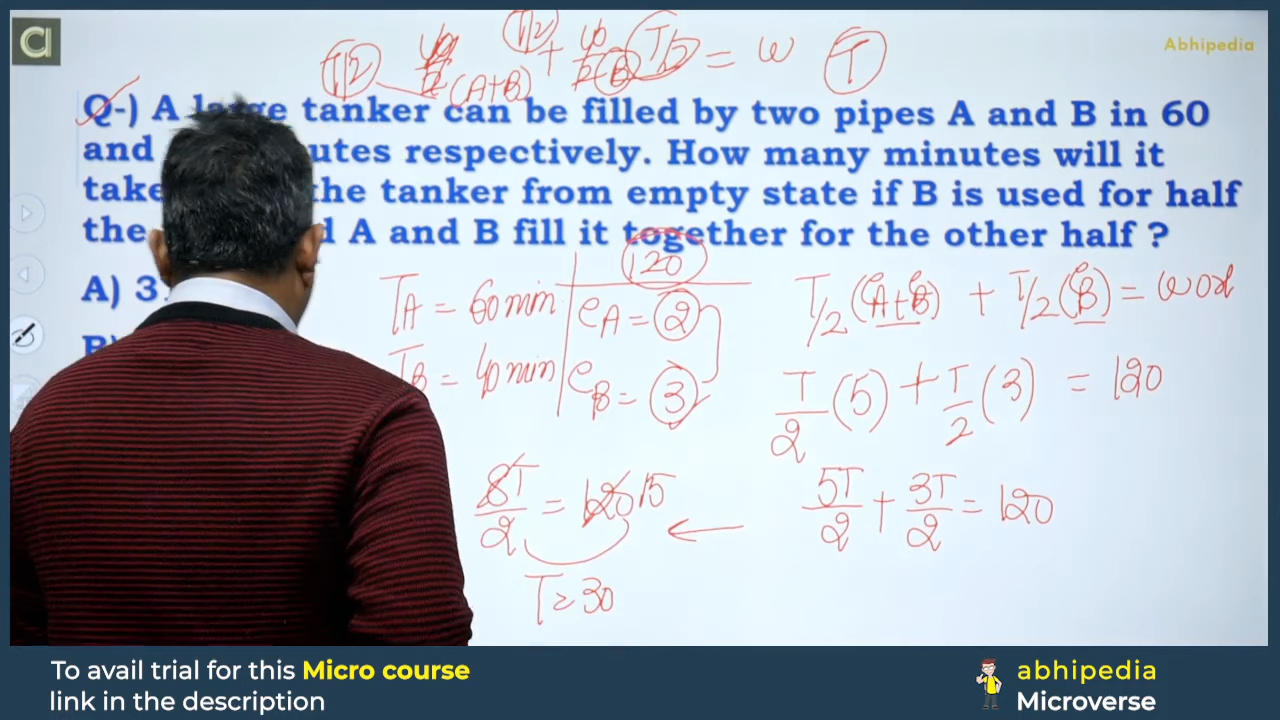 a
Abhipedia
T/2 (A+B) T/2 + B T/2 = W T
Q-) A large tanker can be filled by two pipes A and B in 60
and utes respectively. How many minutes will it
take the tanker from empty state if B is used for half
the A and B fill it together for the other half ?
A) 3
B)
120
TA = 60 min eA = 2
TB = 40 min eB = 3
T/2 (eA+eB) + T/2 (eB) = work
T/2 (5) + T/2 (3) = 120
5T/2 + 3T/2 = 120
8T/2 = 120 15
T = 30
To avail trial for this Micro course
link in the description
abhipedia
Microverse